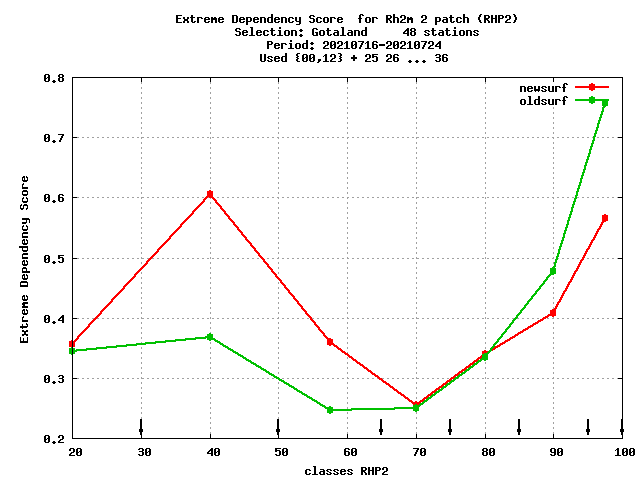 Extreme Dependency Score  for Rh2m 2 patch (RHP2)
Selection: Gotaland     48 stations
Period: 20210716-20210724
Used {00,12} + 25 26 ... 36
newsurf
oldsurf
Extreme Dependency Score
0.8
0.7
0.6
0.5
0.4
0.3
0.2
20 30 40 50 60 70 80 90 100
classes RHP2